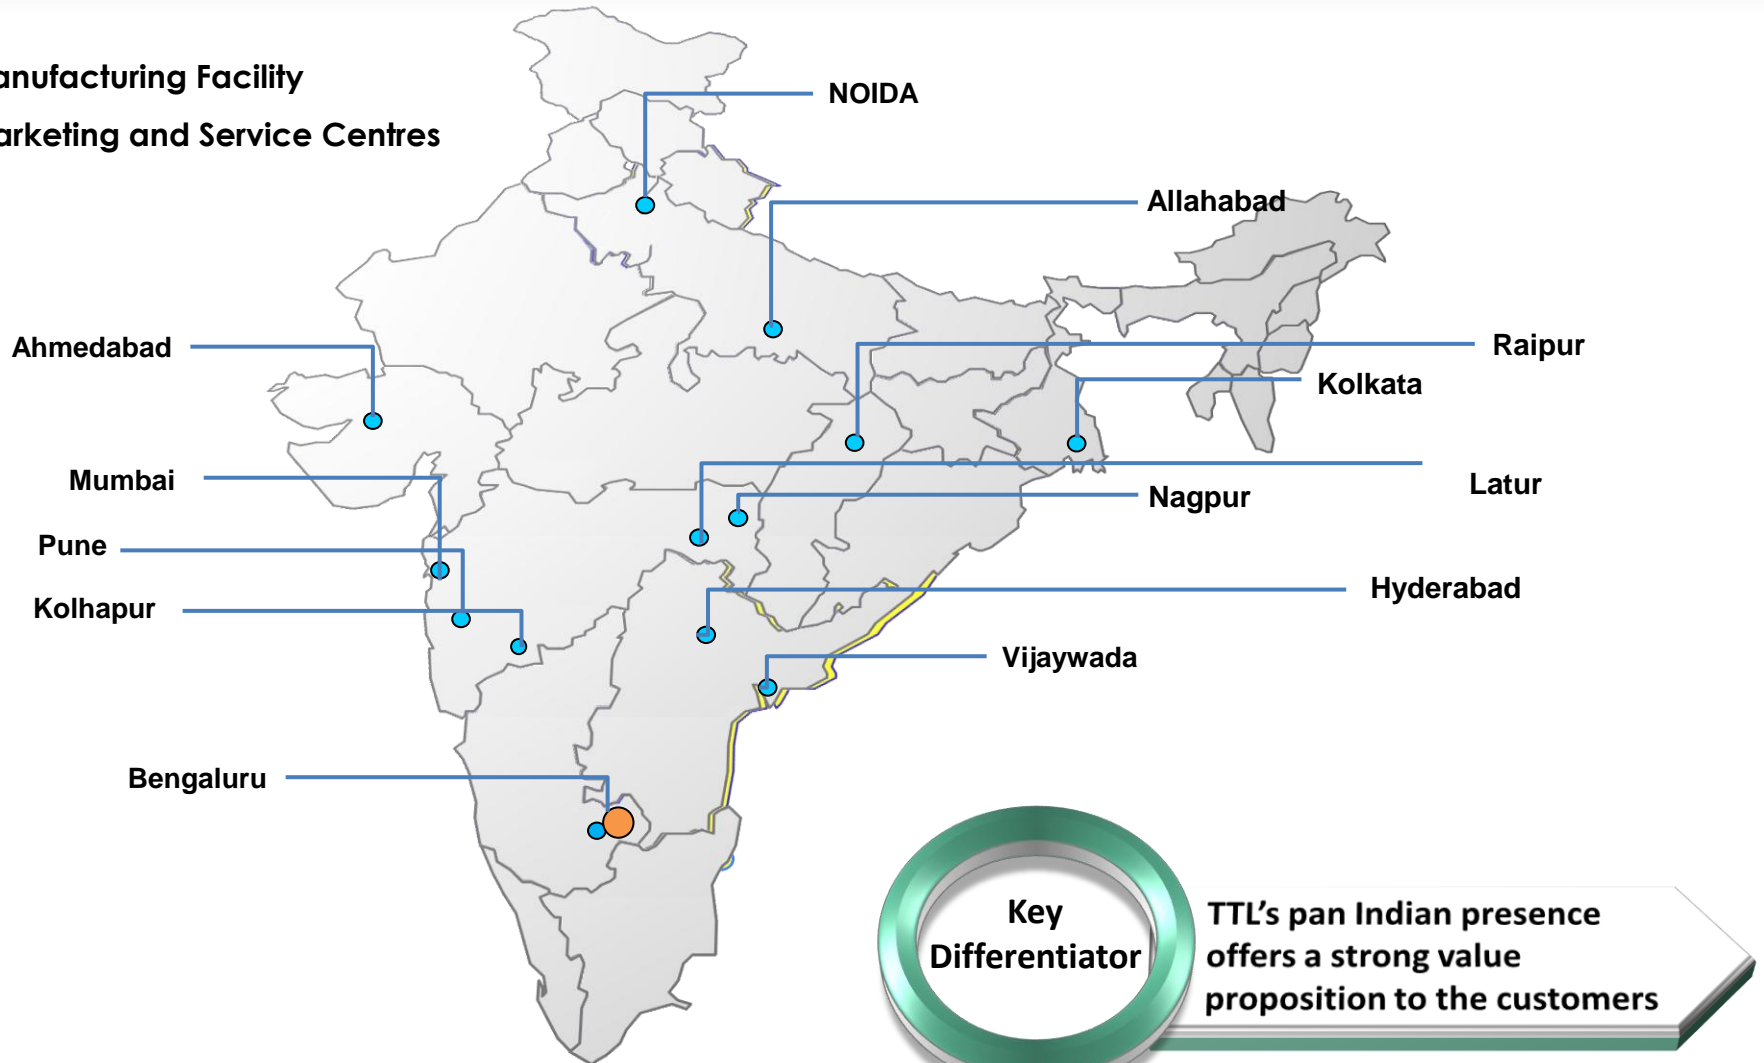 anufacturing Facility
arketing and Service Centres
NOIDA
Allahabad
Ahmedabad
Raipur
Kolkata
Mumbai
Latur
Nagpur
Pune
Hyderabad
Kolhapur
Vijaywada
Bengaluru
Key
Differentiator
TTL's pan Indian presence
offers a strong value
proposition to the customers